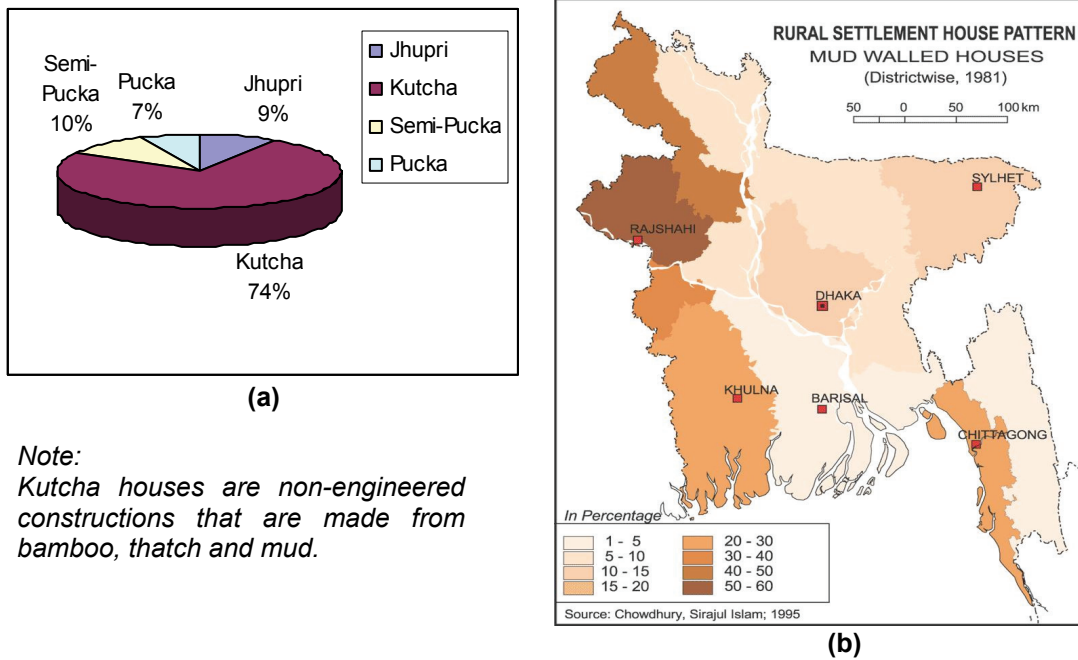 Semi-
Pucka
10%
Pucka
7%
Jhupri
9%
Kutcha
74%
Jhupri
Kutcha
Semi-Pucka
Pucka
(a)
Note:
Kutcha houses are non-engineered
constructions that are made from
bamboo, thatch and mud.
RURAL SETTLEMENT HOUSE PATTERN
MUD WALLED HOUSES
(Districtwise, 1981)
50 0 50 100 km
SYLHET
RAJSHAHI
DHAKA
KHULNA
BARISAL
CHITTAGONG
In Percentage
1 - 5
5 - 10
10 - 15
15 - 20
20 - 30
30 - 40
40 - 50
50 - 60
Source: Chowdhury, Sirajul Islam; 1995
(b)